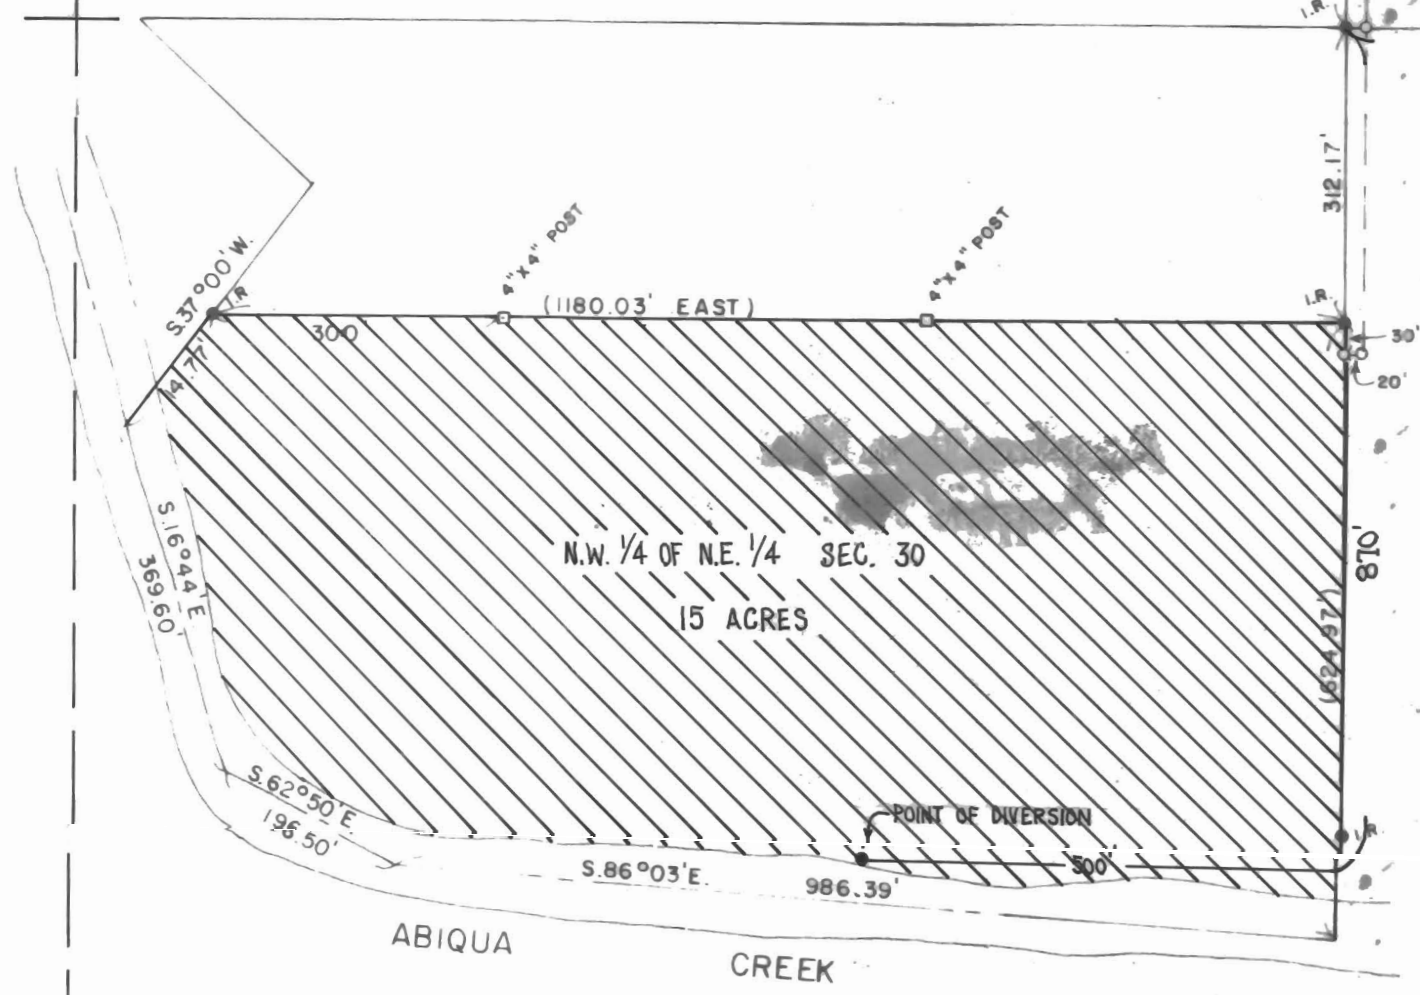 I.R.
312.17'
4"X4" POST
4"X4" POST
S.37°00'W.
I.R
(1180.03' EAST)
I.R.
300
30'
14.77'
20'
S.16°44'E
369.60'
N.W. 1/4 OF N.E. 1/4 SEC. 30
870'
15 ACRES
(624.97')
S.62°50'E.
196.50'
POINT OF DIVERSION
I.R
500'
S.86°03'E.
986.39'
ABIQUA CREEK